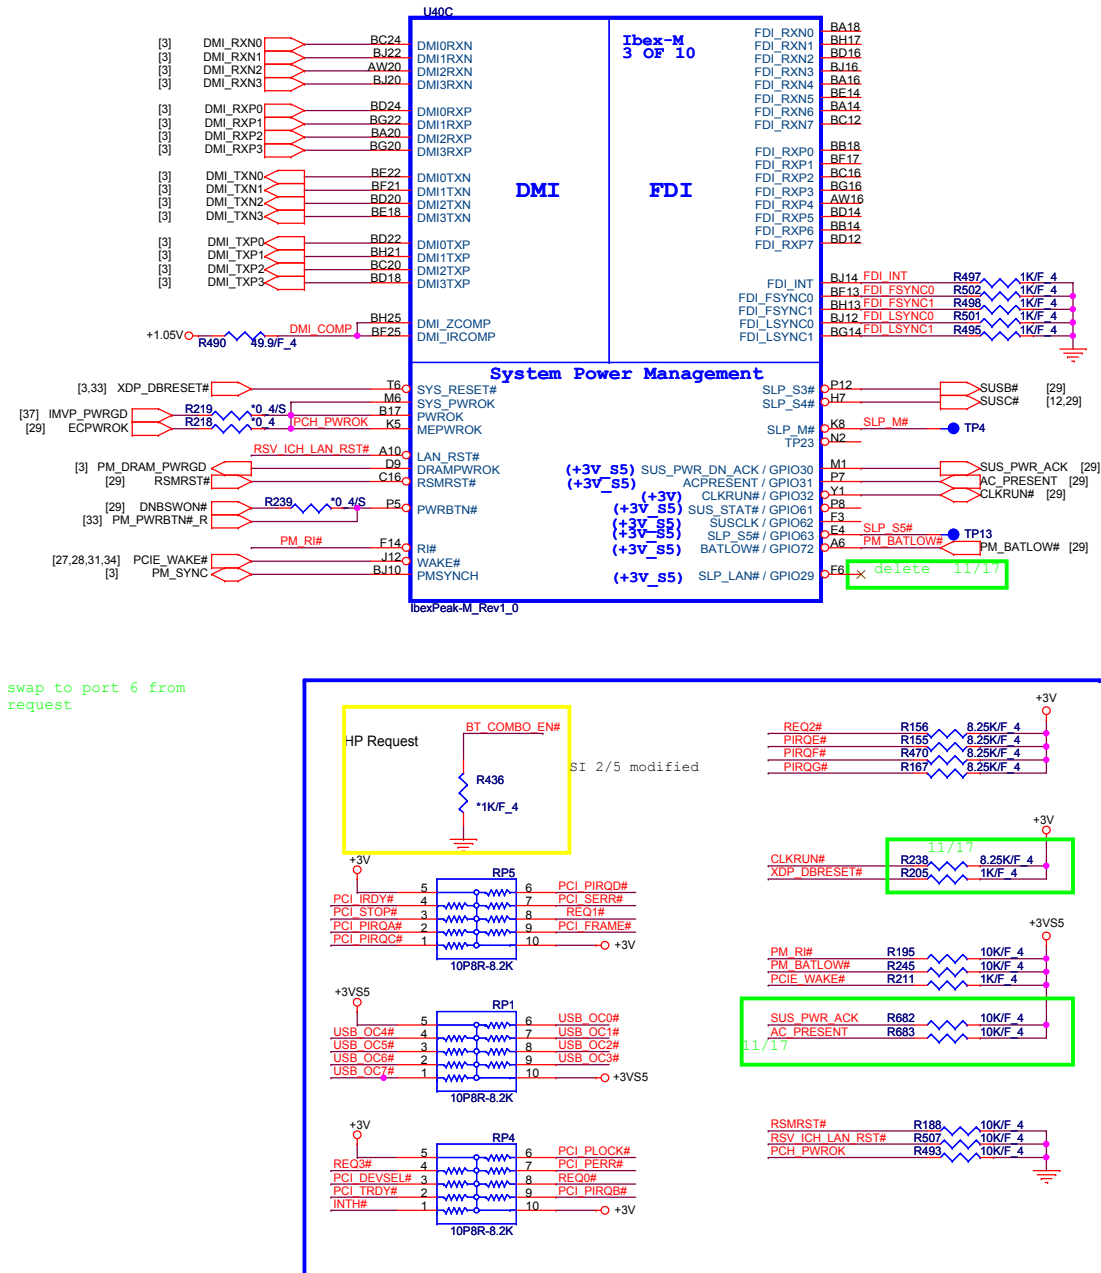 U40C
Ibex-M
3 OF 10
[3] DMI_RXN0 BC24 DMI0RXN
[3] DMI_RXN1 BJ22 DMI1RXN
[3] DMI_RXN2 AW20 DMI2RXN
[3] DMI_RXN3 BJ20 DMI3RXN
[3] DMI_RXP0 BD24 DMI0RXP
[3] DMI_RXP1 BG22 DMI1RXP
[3] DMI_RXP2 BA20 DMI2RXP
[3] DMI_RXP3 BG20 DMI3RXP
[3] DMI_TXN0 BE22 DMI0TXN
[3] DMI_TXN1 BF21 DMI1TXN
[3] DMI_TXN2 BD20 DMI2TXN
[3] DMI_TXN3 BE18 DMI3TXN
[3] DMI_TXP0 BD22 DMI0TXP
[3] DMI_TXP1 BH21 DMI1TXP
[3] DMI_TXP2 BC20 DMI2TXP
[3] DMI_TXP3 BD18 DMI3TXP
BH25 DMI_ZCOMP
+1.05V R490 49.9/F_4 DMI_COMP BF25 DMI_IRCOMP
DMI FDI
FDI_RXN0 BA18
FDI_RXN1 BH17
FDI_RXN2 BD16
FDI_RXN3 BJ16
FDI_RXN4 BA16
FDI_RXN5 BE14
FDI_RXN6 BA14
FDI_RXN7 BC12
FDI_RXP0 BB18
FDI_RXP1 BF17
FDI_RXP2 BC16
FDI_RXP3 BG16
FDI_RXP4 AW16
FDI_RXP5 BD14
FDI_RXP6 BB14
FDI_RXP7 BD12
FDI_INT BJ14 FDI_INT R497 1K/F_4
FDI_FSYNC0 BF13 FDI_FSYNC0 R502 1K/F_4
FDI_FSYNC1 BH13 FDI_FSYNC1 R498 1K/F_4
FDI_LSYNC0 BJ12 FDI_LSYNC0 R501 1K/F_4
FDI_LSYNC1 BG14 FDI_LSYNC1 R495 1K/F_4
System Power Management
[3,33] XDP_DBRESET# T6 SYS_RESET#
M6 SYS_PWROK
[37] IMVP_PWRGD R219 *0_4/S B17 PWROK
[29] ECPWROK R218 *0_4 PCH_PWROK K5 MEPWROK
RSV_ICH_LAN_RST# A10 LAN_RST#
[3] PM_DRAM_PWRGD D9 DRAMPWROK
[29] RSMRST# C16 RSMRST#
[29] DNBSWON# R239 *0_4/S P5 PWRBTN#
[33] PM_PWRBTN#_R
PM_RI# F14 RI#
[27,28,31,34] PCIE_WAKE# J12 WAKE#
[3] PM_SYNC BJ10 PMSYNCH
SLP_S3# P12 SUSB# [29]
SLP_S4# H7 SUSC# [12,29]
SLP_M# K8 SLP_M# TP4
TP23 N2
(+3V_S5) SUS_PWR_DN_ACK / GPIO30 M1 SUS_PWR_ACK [29]
(+3V_S5) ACPRESENT / GPIO31 P7 AC_PRESENT [29]
(+3V) CLKRUN# / GPIO32 Y1 CLKRUN# [29]
(+3V_S5) SUS_STAT# / GPIO61 P8
(+3V_S5) SUSCLK / GPIO62 F3
(+3V_S5) SLP_S5# / GPIO63 E4 SLP_S5# TP13
(+3V_S5) BATLOW# / GPIO72 A6 PM_BATLOW# PM_BATLOW# [29]
(+3V_S5) SLP_LAN# / GPIO29 F6 delete 11/17
IbexPeak-M_Rev1_0
swap to port 6 from
request
HP Request
BT_COMBO_EN#
R436
*1K/F_4
SI 2/5 modified
+3V
RP5
5 6 PCI_PIRQD#
PCI_IRDY# 4 7 PCI_SERR#
PCI_STOP# 3 8 REQ1#
PCI_PIRQA# 2 9 PCI_FRAME#
PCI_PIRQC# 1 10 +3V
10P8R-8.2K
+3VS5
RP1
5 6 USB_OC0#
USB_OC4# 4 7 USB_OC1#
USB_OC5# 3 8 USB_OC2#
USB_OC6# 2 9 USB_OC3#
USB_OC7# 1 10 +3VS5
10P8R-8.2K
+3V
RP4
5 6 PCI_PLOCK#
REQ3# 4 7 PCI_PERR#
PCI_DEVSEL# 3 8 REQ0#
PCI_TRDY# 2 9 PCI_PIRQB#
INTH# 1 10 +3V
10P8R-8.2K
+3V
REQ2# R156 8.25K/F_4
PIRQE# R155 8.25K/F_4
PIRQF# R470 8.25K/F_4
PIRQG# R167 8.25K/F_4
+3V
11/17
CLKRUN# R238 8.25K/F_4
XDP_DBRESET# R205 1K/F_4
+3VS5
PM_RI# R195 10K/F_4
PM_BATLOW# R245 10K/F_4
PCIE_WAKE# R211 1K/F_4
SUS_PWR_ACK R682 10K/F_4
AC_PRESENT R683 10K/F_4
11/17
RSMRST# R188 10K/F_4
RSV_ICH_LAN_RST# R507 10K/F_4
PCH_PWROK R493 10K/F_4